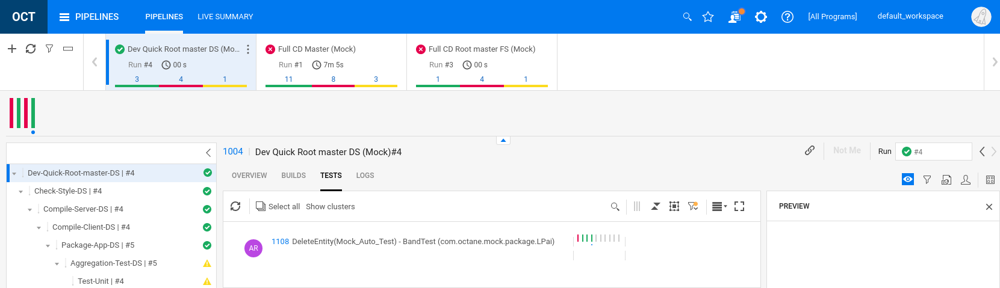 OCT PIPELINES PIPELINES LIVE SUMMARY [All Programs] default_workspace
Dev Quick Root master DS (Mo... Full CD Master (Mock) Full CD Root master FS (Mock)
Run #4 00 s Run #1 7m 5s Run #3 00 s
3 4 1 11 8 3 1 4 1
1004 Dev Quick Root master DS (Mock)#4 Not Me Run #4
Dev-Quick-Root-master-DS | #4
OVERVIEW BUILDS TESTS LOGS
Check-Style-DS | #4
Compile-Server-DS | #4
Compile-Client-DS | #4
Package-App-DS | #5
Aggregation-Test-DS | #5
Test-Unit | #4
Select all Show clusters
AR 1108 DeleteEntity(Mock_Auto_Test) - BandTest (com.octane.mock.package.LPai)
PREVIEW